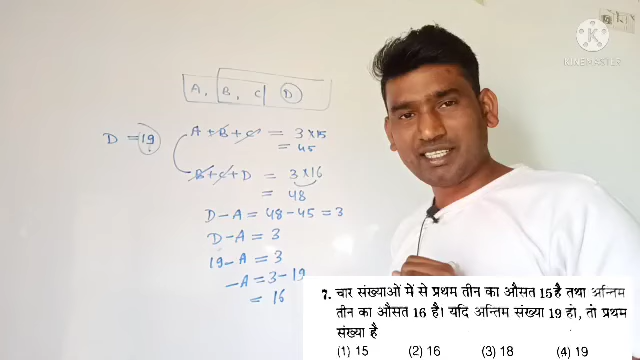 KINEMASTER
A, B, C D
D = 19
A + B + C = 3 × 15
= 45
B + C + D = 3 × 16
= 48
D - A = 48 - 45 = 3
D - A = 3
19 - A = 3
- A = 3 - 19
= 16
7. चार संख्याओं में से प्रथम तीन का औसत 15 है तथा अन्तिम
तीन का औसत 16 है। यदि अन्तिम संख्या 19 हो, तो प्रथम
संख्या है
(1) 15 (2) 16 (3) 18 (4) 19